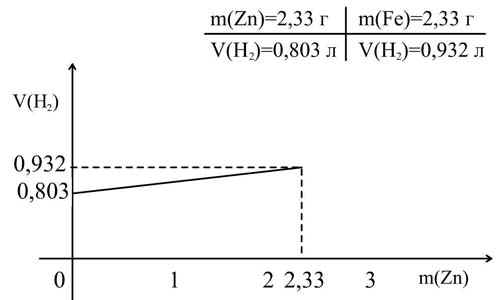 m(Zn)=2,33 г m(Fe)=2,33 г
V(H₂)=0,803 л V(H₂)=0,932 л
V(H₂)
0,932
0,803
0 1 2 2,33 3 m(Zn)